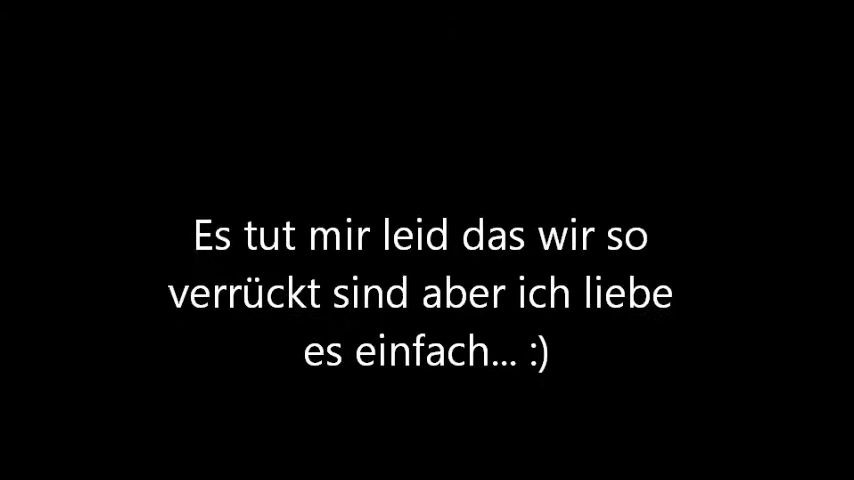 Es tut mir leid das wir so
verrückt sind aber ich liebe
es einfach... :)